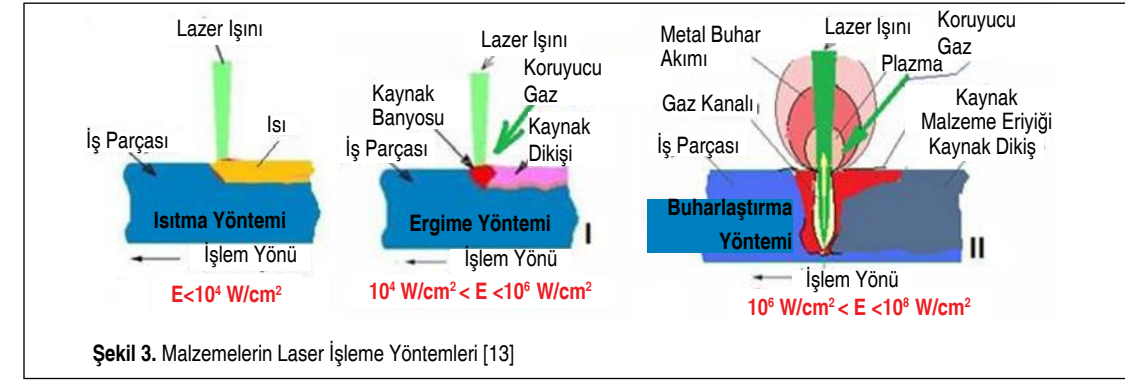 Lazer Işını
Isı
İş Parçası
Isıtma Yöntemi
İşlem Yönü
E<10⁴ W/cm²
Lazer Işını
Koruyucu
Gaz
Kaynak
Banyosu
Kaynak
Dikişi
İş Parçası
Ergime Yöntemi
I
İşlem Yönü
10⁴ W/cm² < E <10⁶ W/cm²
Lazer Işını
Koruyucu
Gaz
Metal Buhar
Akımı
Plazma
Gaz Kanalı
Kaynak
Malzeme Eriyiği
Kaynak Dikiş
İş Parçası
Buharlaştırma
Yöntemi
II
İşlem Yönü
10⁶ W/cm² < E <10⁸ W/cm²
Şekil 3. Malzemelerin Laser İşleme Yöntemleri [13]